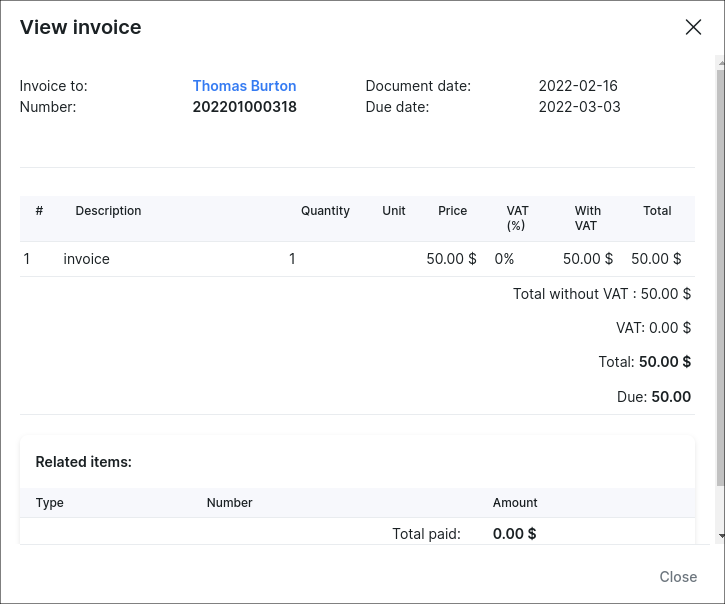 View invoice
Invoice to: Thomas Burton Document date: 2022-02-16
Number: 202201000318 Due date: 2022-03-03
# Description Quantity Unit Price VAT (%) With VAT Total
1 invoice 1 50.00 $ 0% 50.00 $ 50.00 $
Total without VAT : 50.00 $
VAT: 0.00 $
Total: 50.00 $
Due: 50.00
Related items:
Type Number Amount
Total paid: 0.00 $
Close